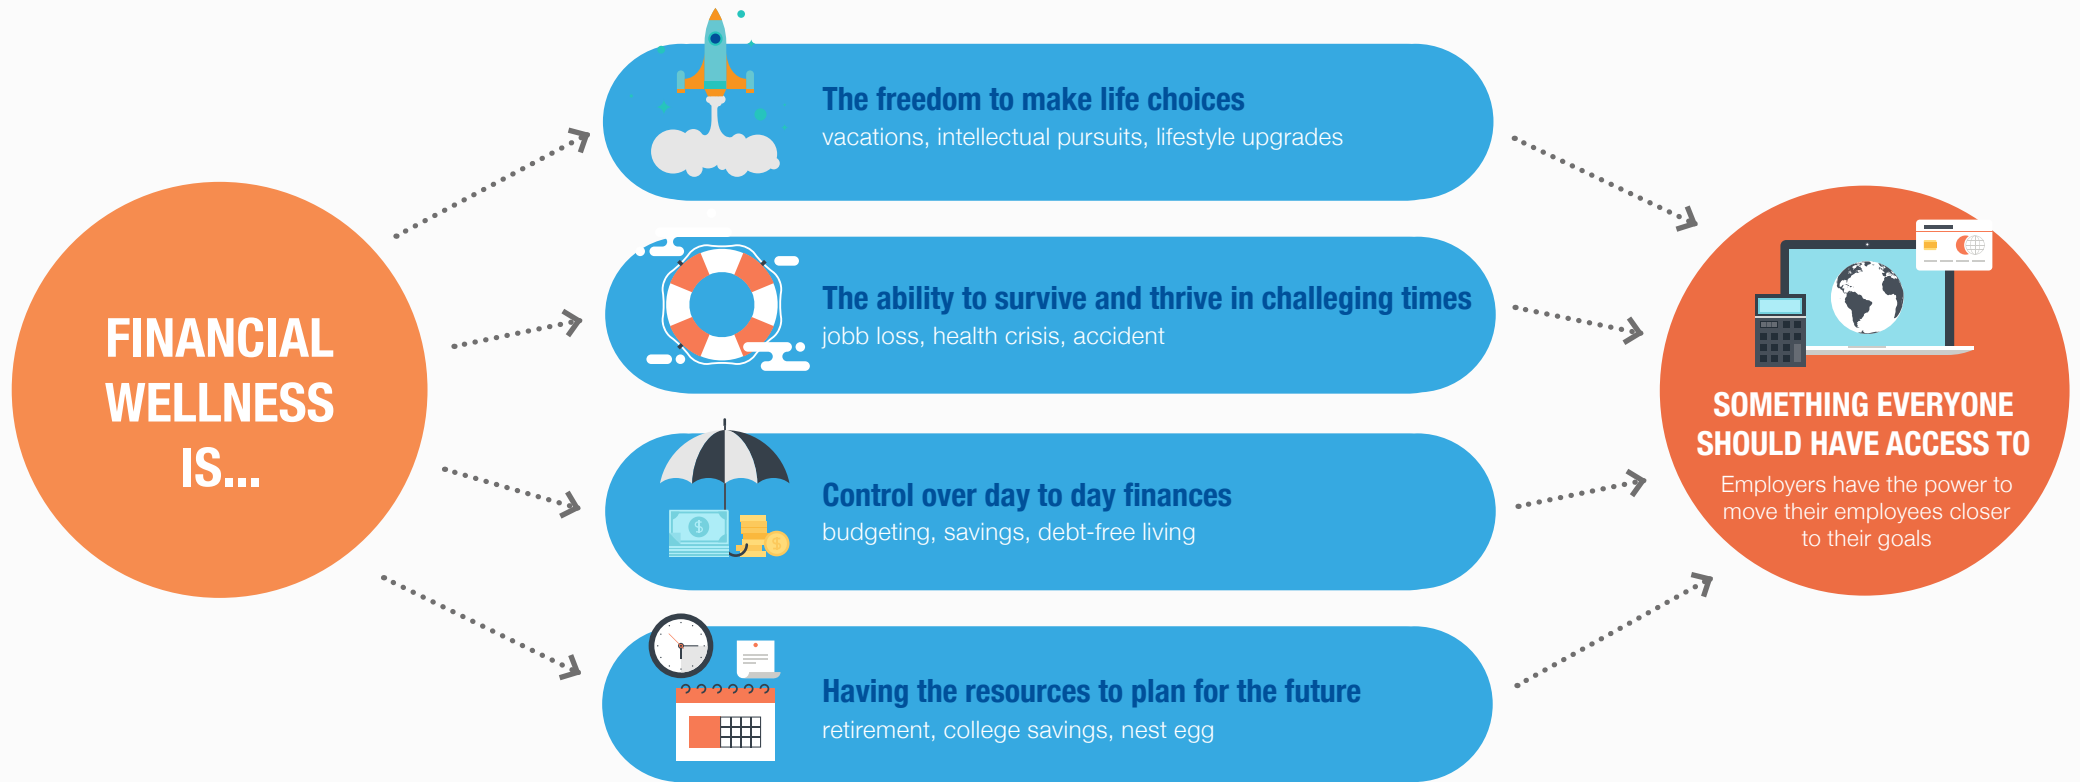 FINANCIAL
WELLNESS
IS...
The freedom to make life choices
vacations, intellectual pursuits, lifestyle upgrades
The ability to survive and thrive in challeging times
jobb loss, health crisis, accident
Control over day to day finances
budgeting, savings, debt-free living
Having the resources to plan for the future
retirement, college savings, nest egg
SOMETHING EVERYONE
SHOULD HAVE ACCESS TO
Employers have the power to
move their employees closer
to their goals